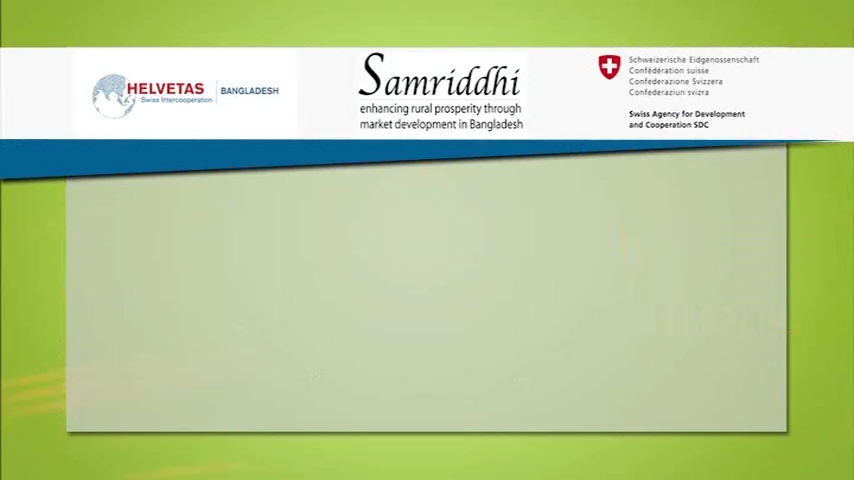 HELVETAS
Swiss Intercooperation
BANGLADESH
Samriddhi
enhancing rural prosperity through
market development in Bangladesh
Schweizerische Eidgenossenschaft
Confédération suisse
Confederazione Svizzera
Confederaziun svizra
Swiss Agency for Development
and Cooperation SDC